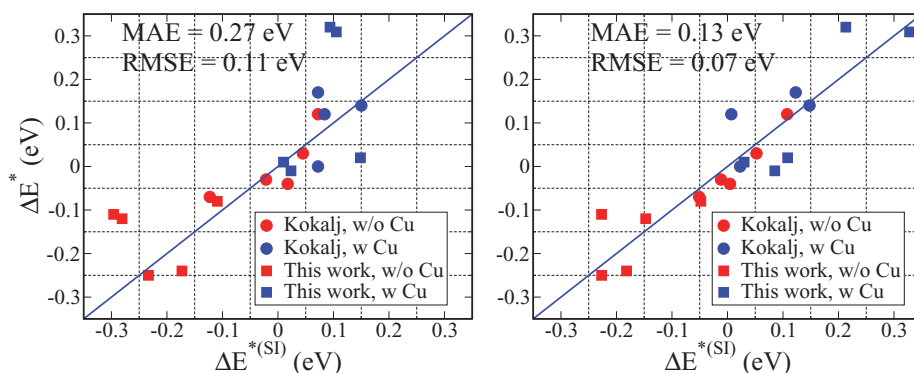 MAE = 0.27 eV
RMSE = 0.11 eV
0.3
0.2
0.1
0
-0.1
-0.2
-0.3
ΔE* (eV)
Kokalj, w/o Cu
Kokalj, w Cu
This work, w/o Cu
This work, w Cu
-0.3 -0.2 -0.1 0 0.1 0.2 0.3
ΔE*(SI) (eV)
MAE = 0.13 eV
RMSE = 0.07 eV
0.3
0.2
0.1
0
-0.1
-0.2
-0.3
Kokalj, w/o Cu
Kokalj, w Cu
This work, w/o Cu
This work, w Cu
-0.3 -0.2 -0.1 0 0.1 0.2 0.3
ΔE*(SI) (eV)